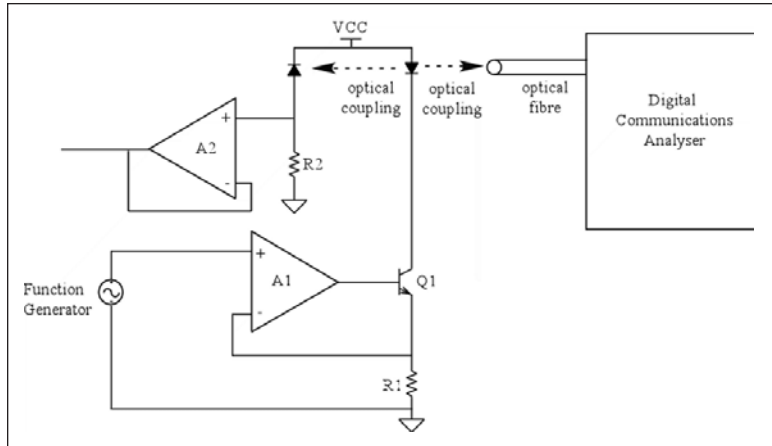 VCC
optical
coupling
optical
coupling
optical
fibre
Digital
Communications
Analyser
+
A2
-
R2
+
A1
-
Q1
Function
Generator
R1